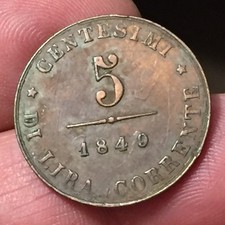 CENTESIMI
5
1849
DI LIRA CORRENTE